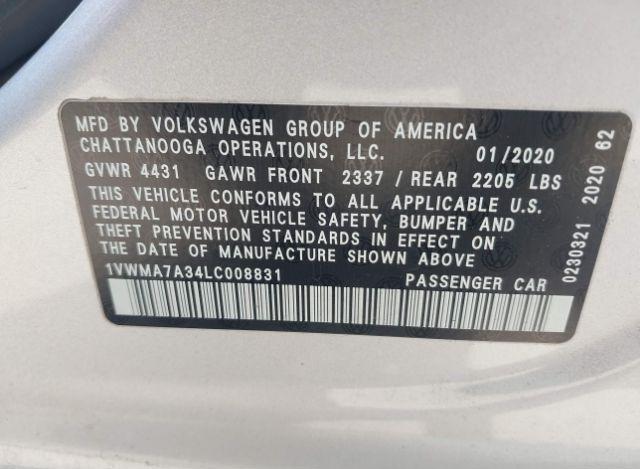 MFD BY VOLKSWAGEN GROUP OF AMERICA
CHATTANOOGA OPERATIONS, LLC. 01/2020
GVWR 4431 GAWR FRONT 2337 / REAR 2205 LBS
THIS VEHICLE CONFORMS TO ALL APPLICABLE U.S.
FEDERAL MOTOR VEHICLE SAFETY, BUMPER AND
THEFT PREVENTION STANDARDS IN EFFECT ON
THE DATE OF MANUFACTURE SHOWN ABOVE
1VWMA7A34LC008831 PASSENGER CAR
0230321 2020 62